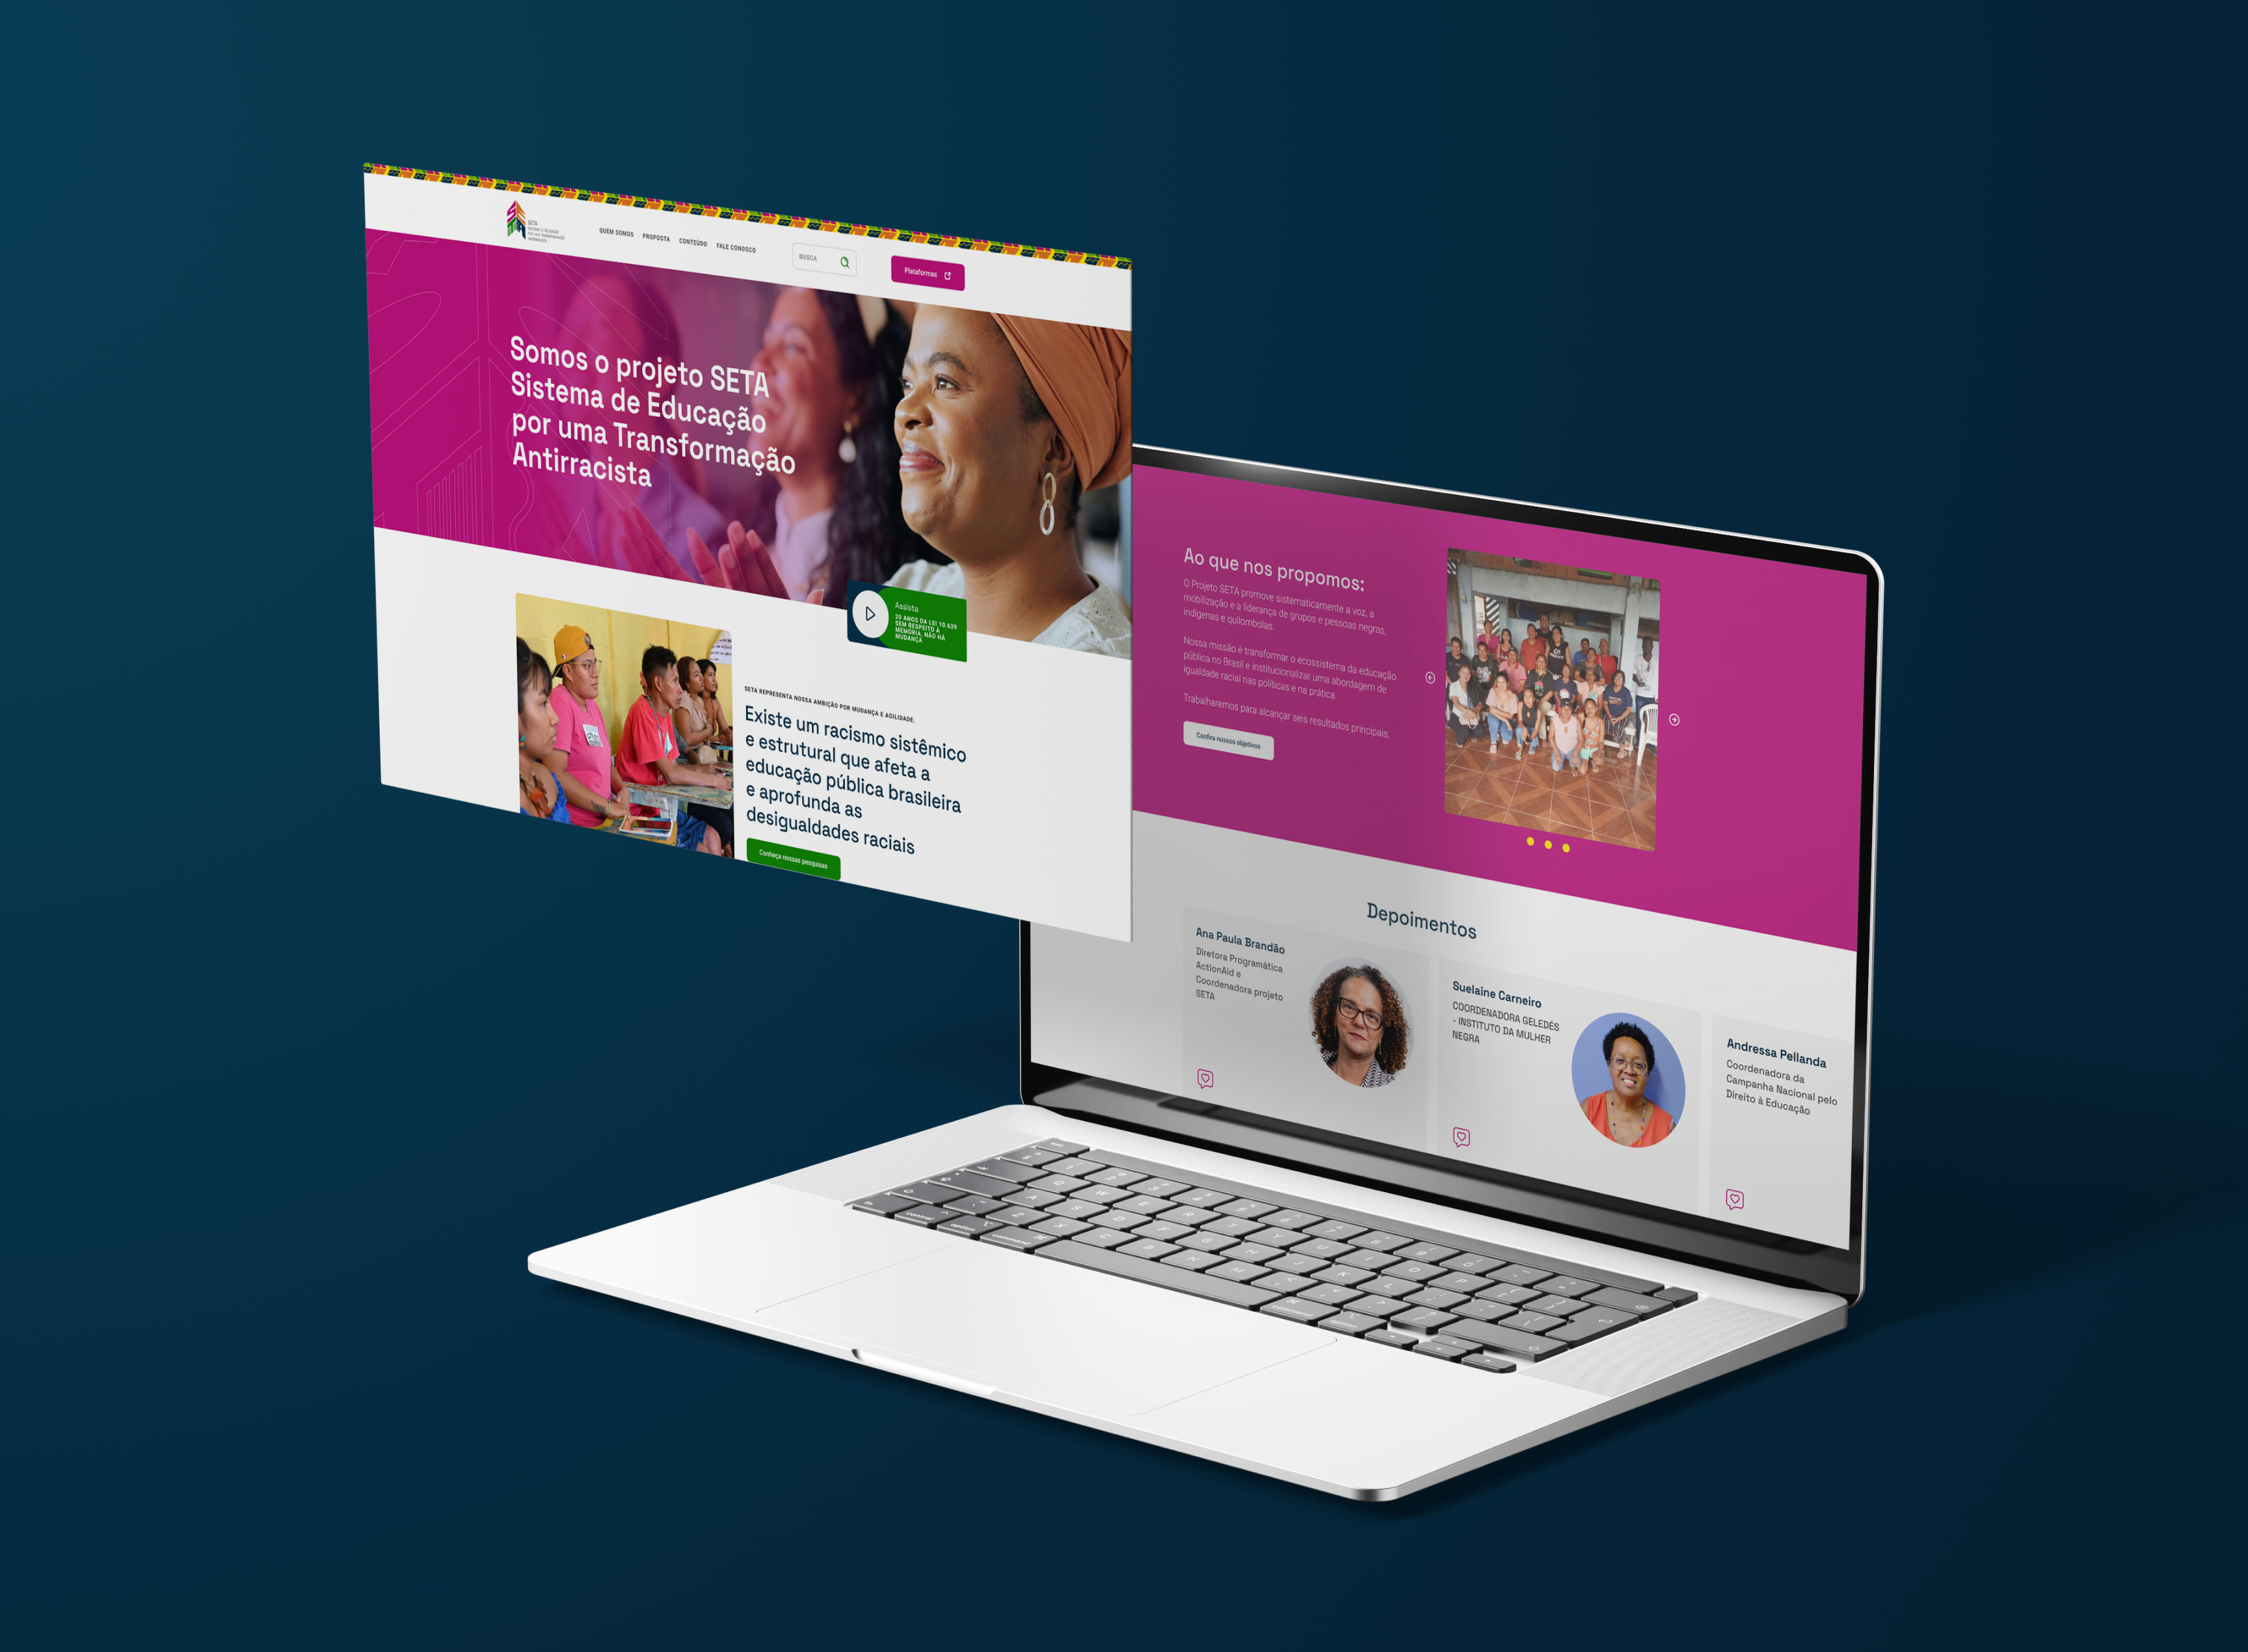 SETA
SISTEMA DE EDUCAÇÃO
POR UMA TRANSFORMAÇÃO
ANTIRRACISTA
QUEM SOMOS
PROPOSTA
CONTEÚDO
FALE CONOSCO
BUSCA
Plataformas
Somos o projeto SETA
Sistema de Educação
por uma Transformação
Antirracista
Assista
20 ANOS DA LEI 10.639
SEM RESPEITO À
MEMÓRIA, NÃO HÁ
MUDANÇA
SETA REPRESENTA NOSSA AMBIÇÃO POR MUDANÇA E AGILIDADE.
Existe um racismo sistêmico
e estrutural que afeta a
educação pública brasileira
e aprofunda as
desigualdades raciais
Conheça nossas pesquisas
Ao que nos propomos:
O Projeto SETA promove sistematicamente a voz, a
mobilização e a liderança de grupos e pessoas negras,
indígenas e quilombolas.
Nossa missão é transformar o ecossistema da educação
pública no Brasil e institucionalizar uma abordagem de
igualdade racial nas políticas e na prática.
Trabalharemos para alcançar seis resultados principais.
Confira nossos objetivos
Depoimentos
Ana Paula Brandão
Diretora Programática
ActionAid e
Coordenadora projeto
SETA
Suelaine Carneiro
COORDENADORA GELEDÉS
- INSTITUTO DA MULHER
NEGRA
Andressa Pellanda
Coordenadora da
Campanha Nacional pelo
Direito à Educação
control
option
command
command
option